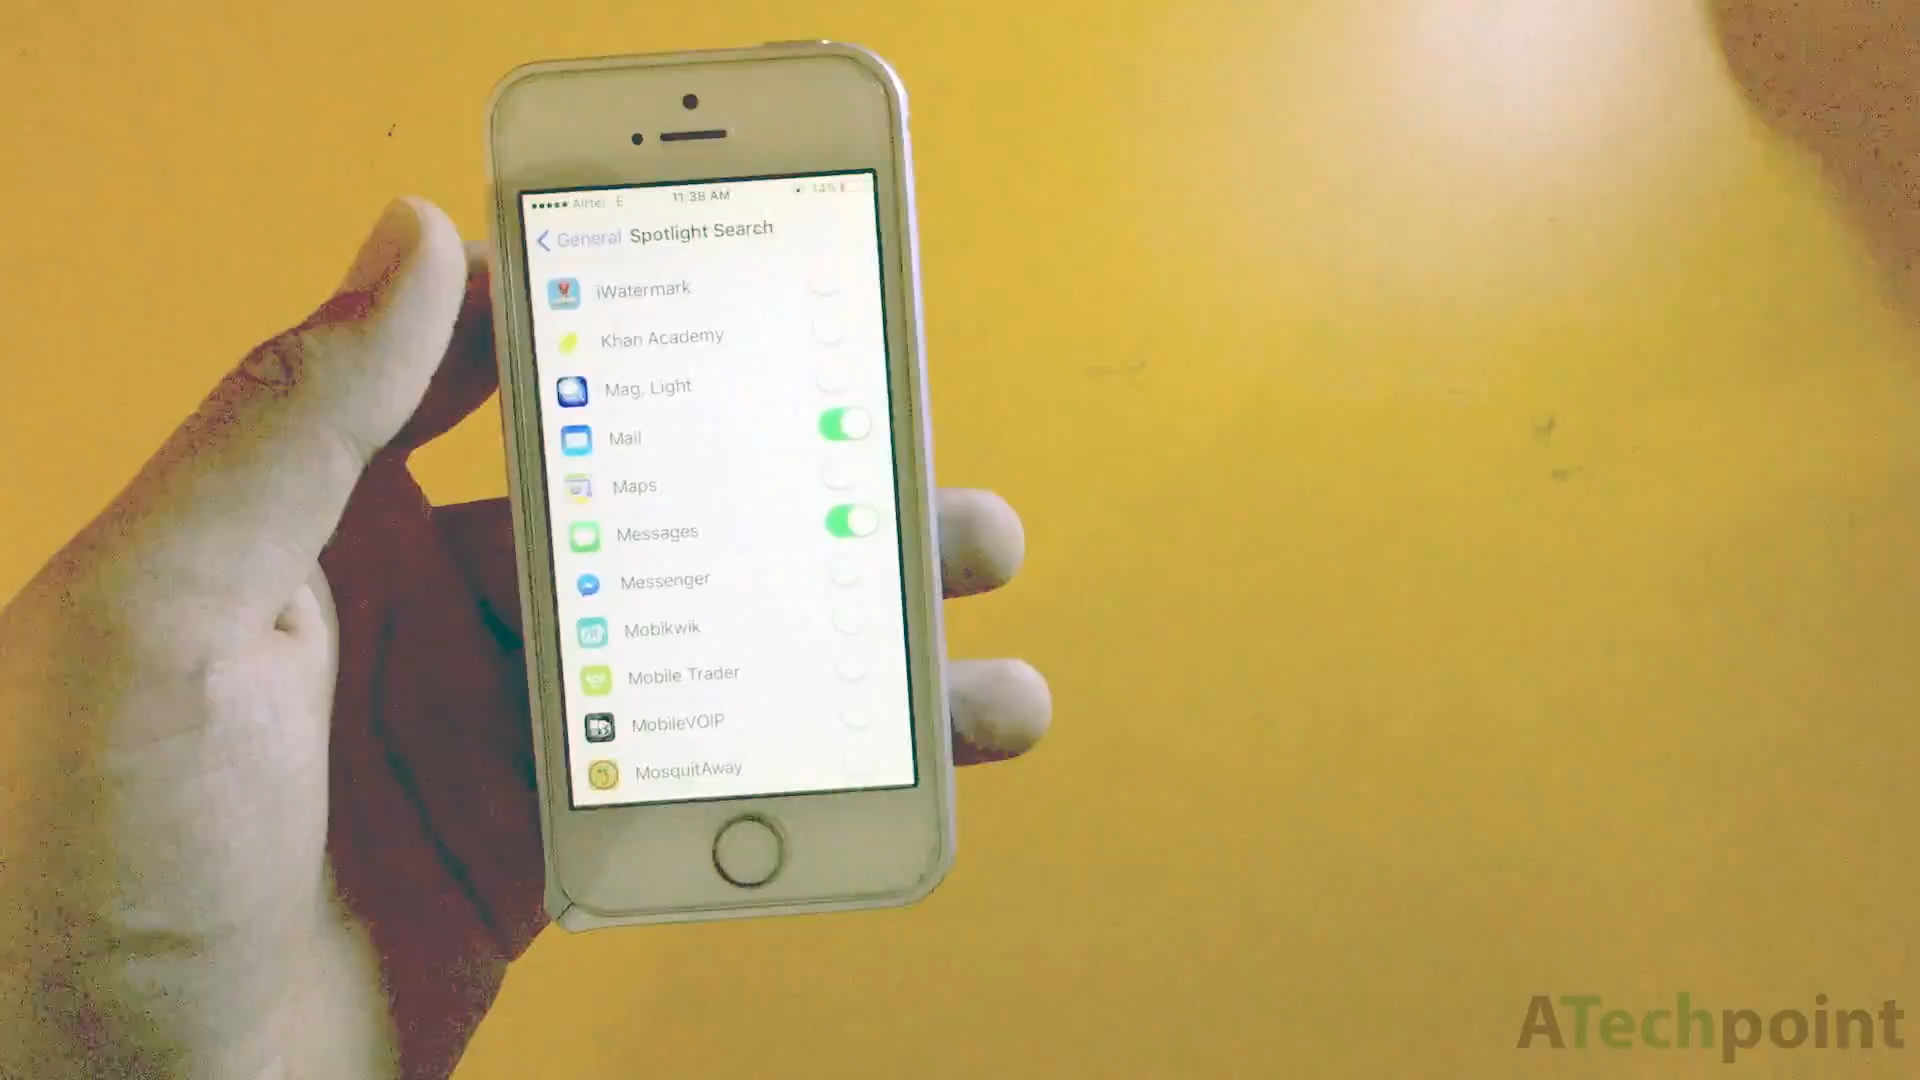 Airtel E 11:38 AM 14%
General Spotlight Search
iWatermark
Khan Academy
Mag. Light
Mail
Maps
Messages
Messenger
Mobikwik
Mobile Trader
MobileVOIP
MosquitAway
ATechpoint